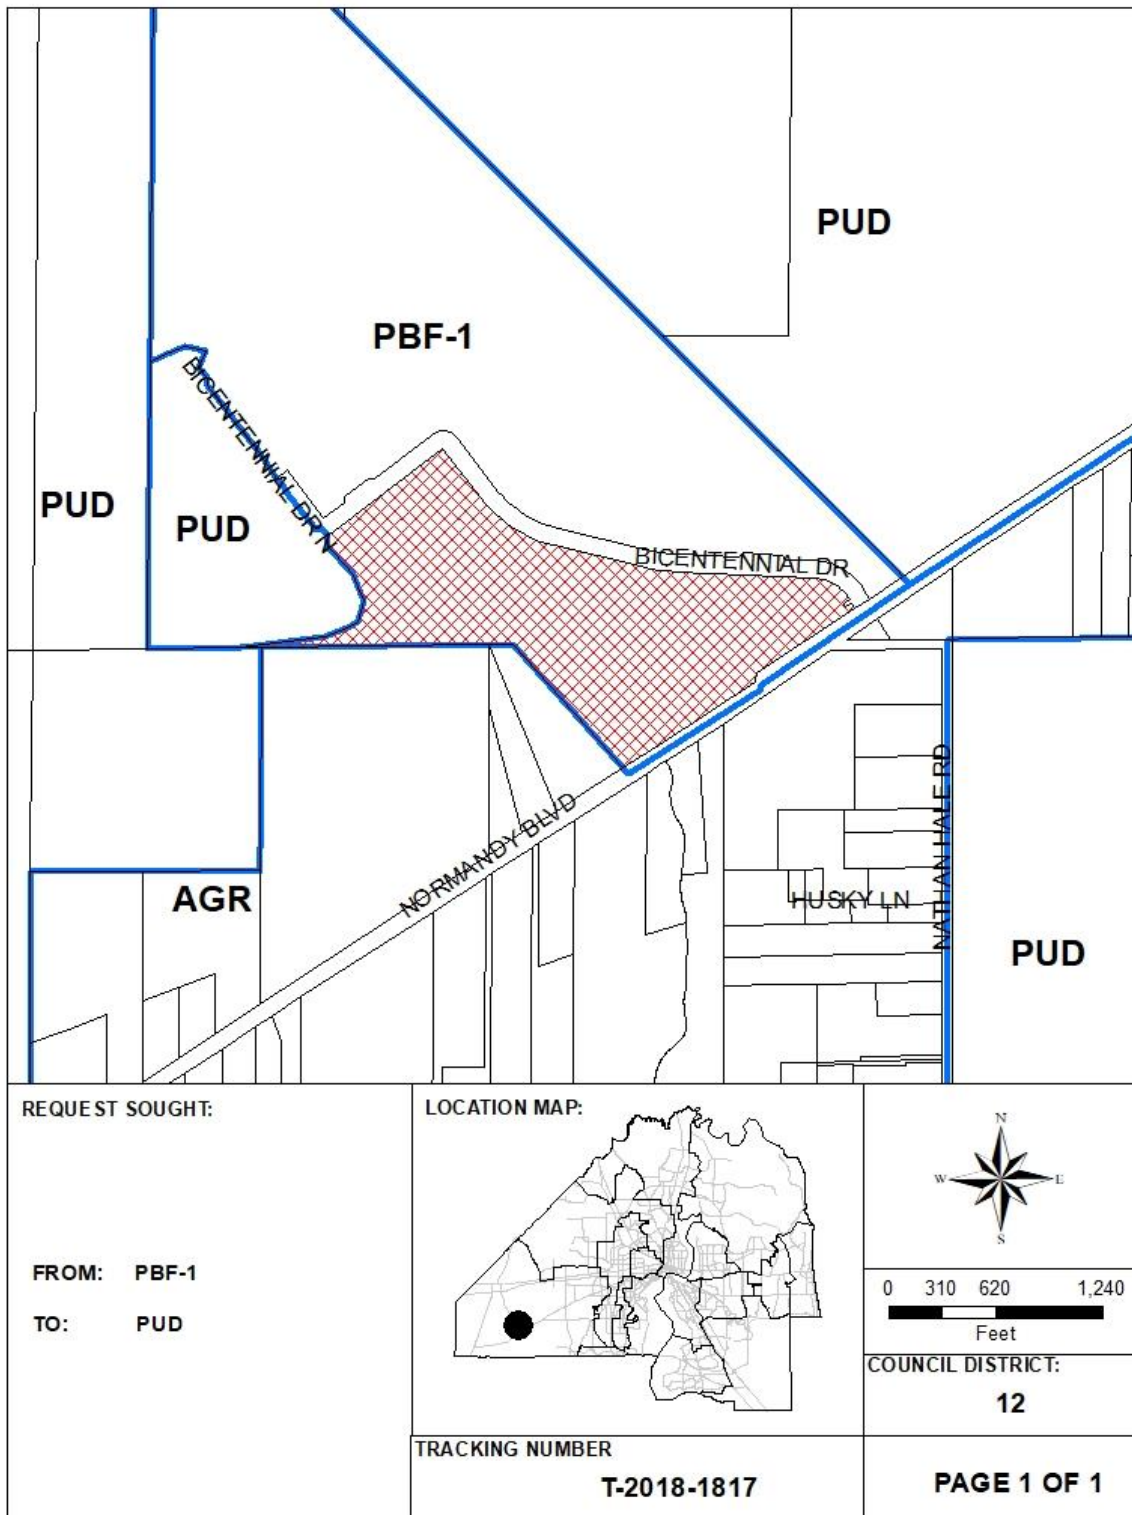 PUD
PBF-1
BICENTENNIAL DR N
PUD
PUD
BICENTENNIAL DR
S
NORMANDY BLVD
NATHAN HALE RD
AGR
HUSKY LN
PUD
REQUEST SOUGHT:
FROM: PBF-1
TO: PUD
LOCATION MAP:
N
W E
S
0 310 620 1,240
Feet
COUNCIL DISTRICT:
12
TRACKING NUMBER
T-2018-1817
PAGE 1 OF 1